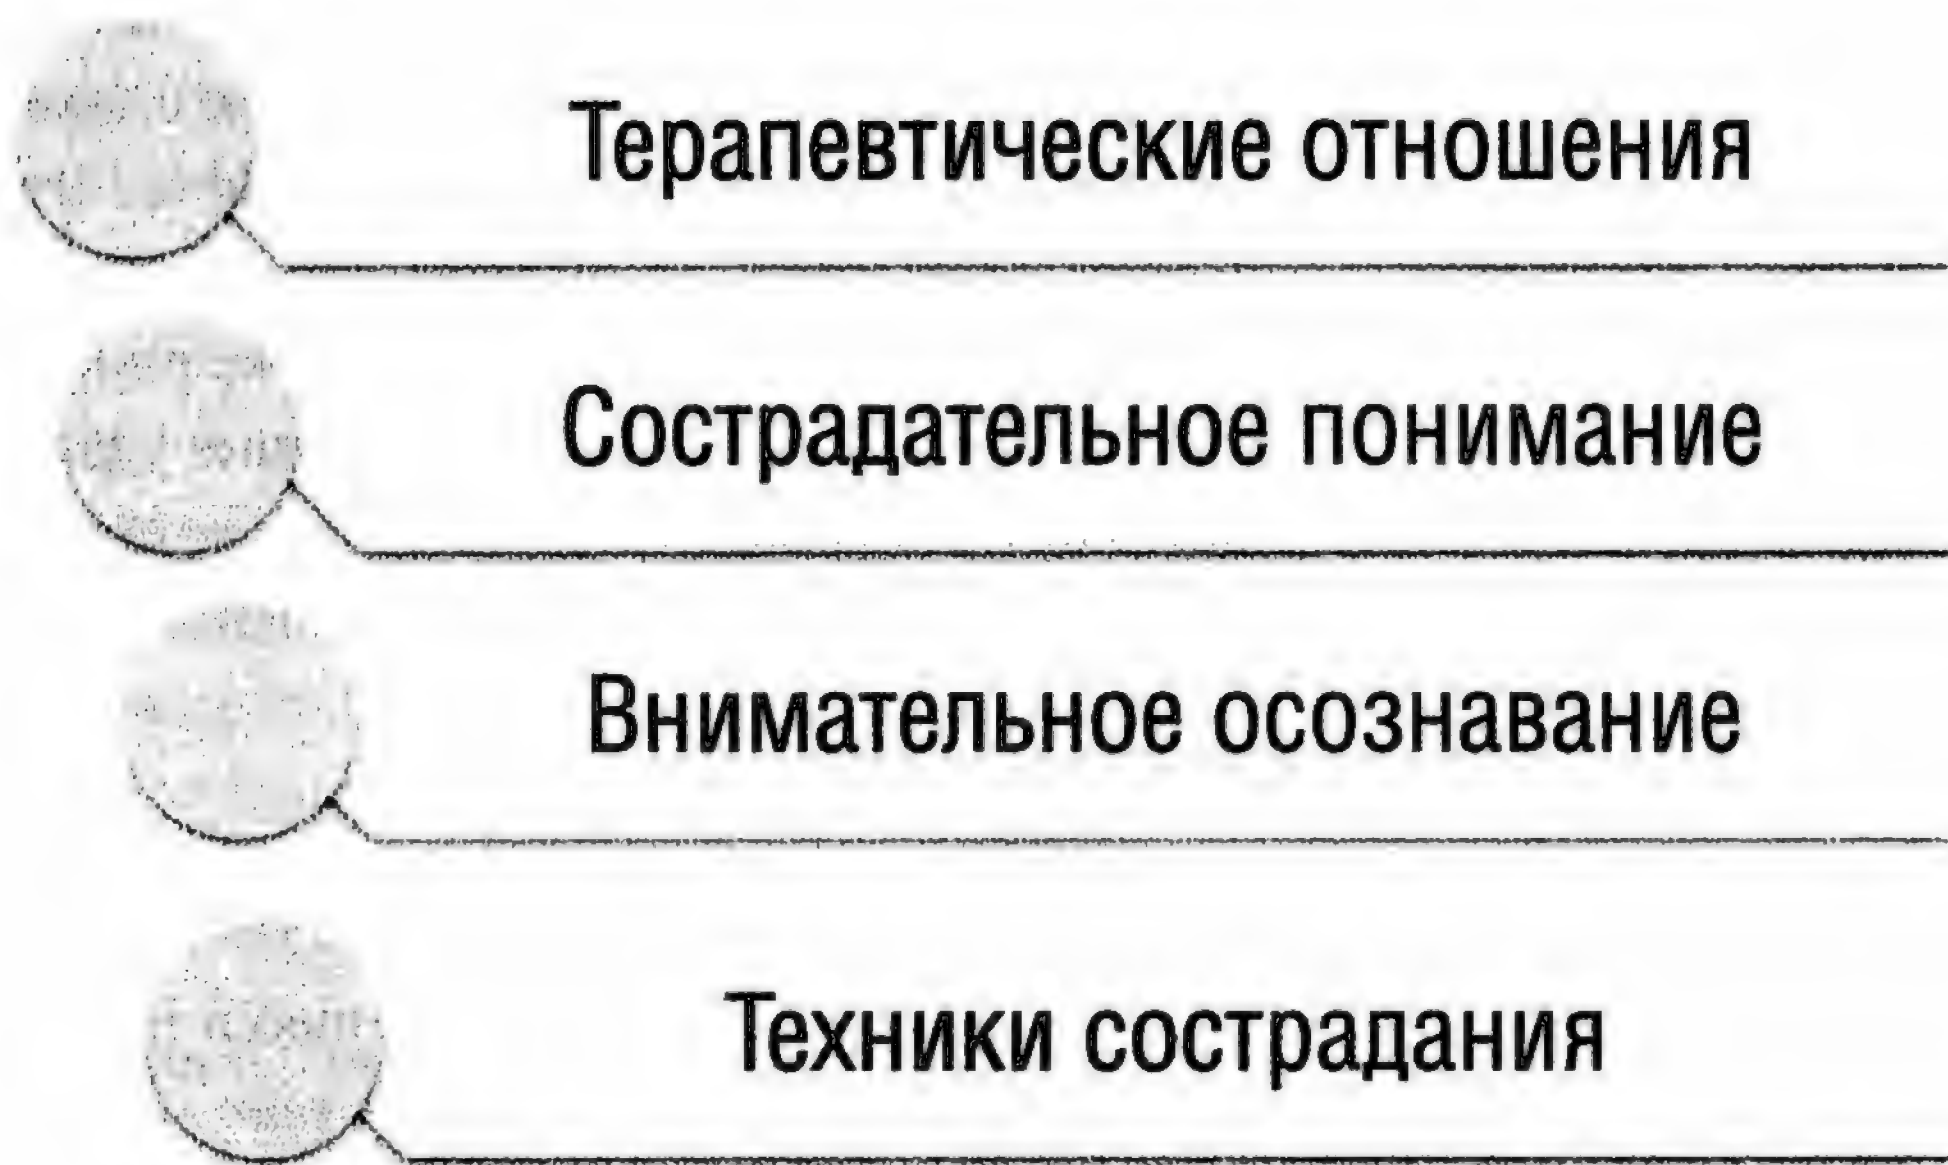 Терапевтические отношения
Сострадательное понимание
Внимательное осознавание
Техники сострадания